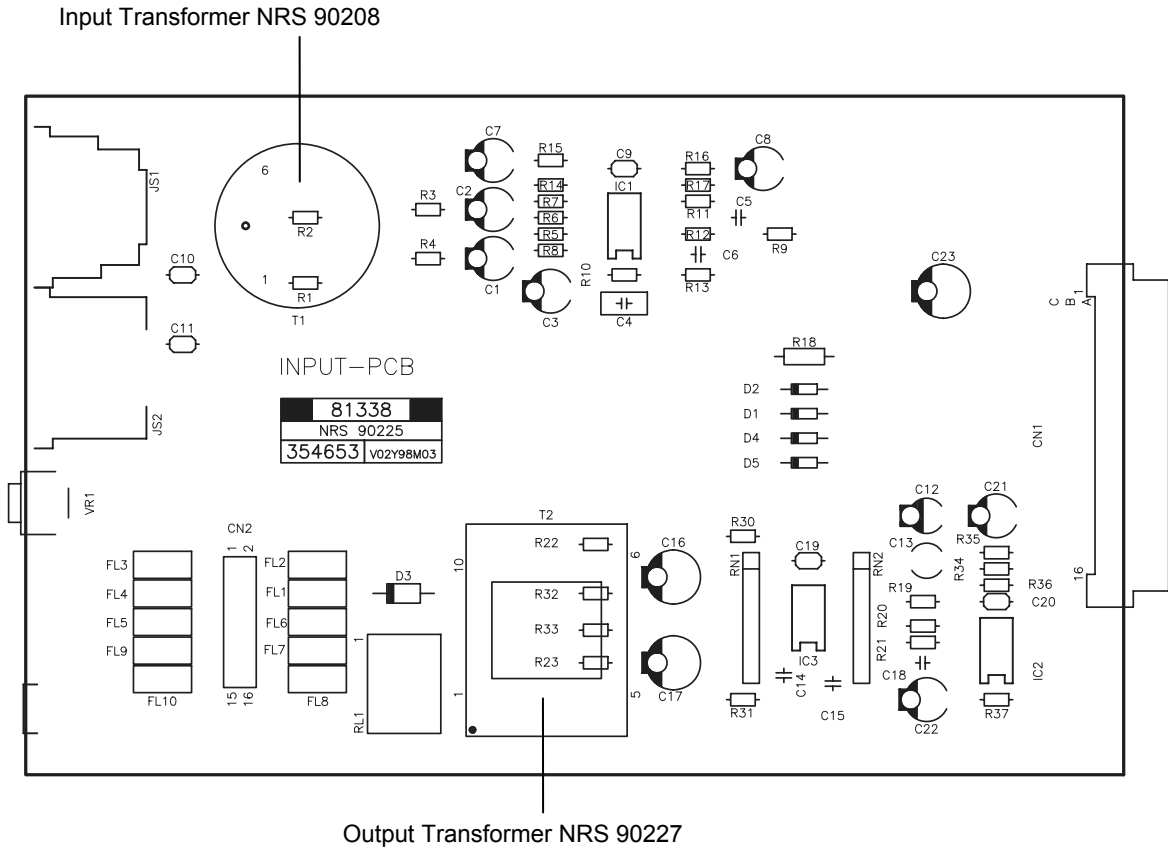 Input Transformer NRS 90208
C7
R15
C9
R16
C8
JS1
6
R3
C2
R14
IC1
R17
R7
R11
C5
R2
R6
R4
R5
R12
R9
R8
C6
C10
1
R1
C1
R10
R13
C23
T1
C3
C4
C B A 1
C11
R18
INPUT-PCB
D2
JS2
81338
D1
NRS 90225
D4
CN1
354653 V02Y98M03
D5
VR1
C12
C21
T2
CN2
R30
R22
C16
C19
C13
R35
1 2
6
FL3
FL2
10
RN1
RN2
R34
16
D3
R36
FL4
FL1
R32
R19
C20
FL5
FL6
R33
R20
1
FL9
FL7
R23
R21
IC3
IC2
C18
C14
15 16
1
5
C17
FL10
FL8
RL1
R31
C15
C22
R37
Output Transformer NRS 90227